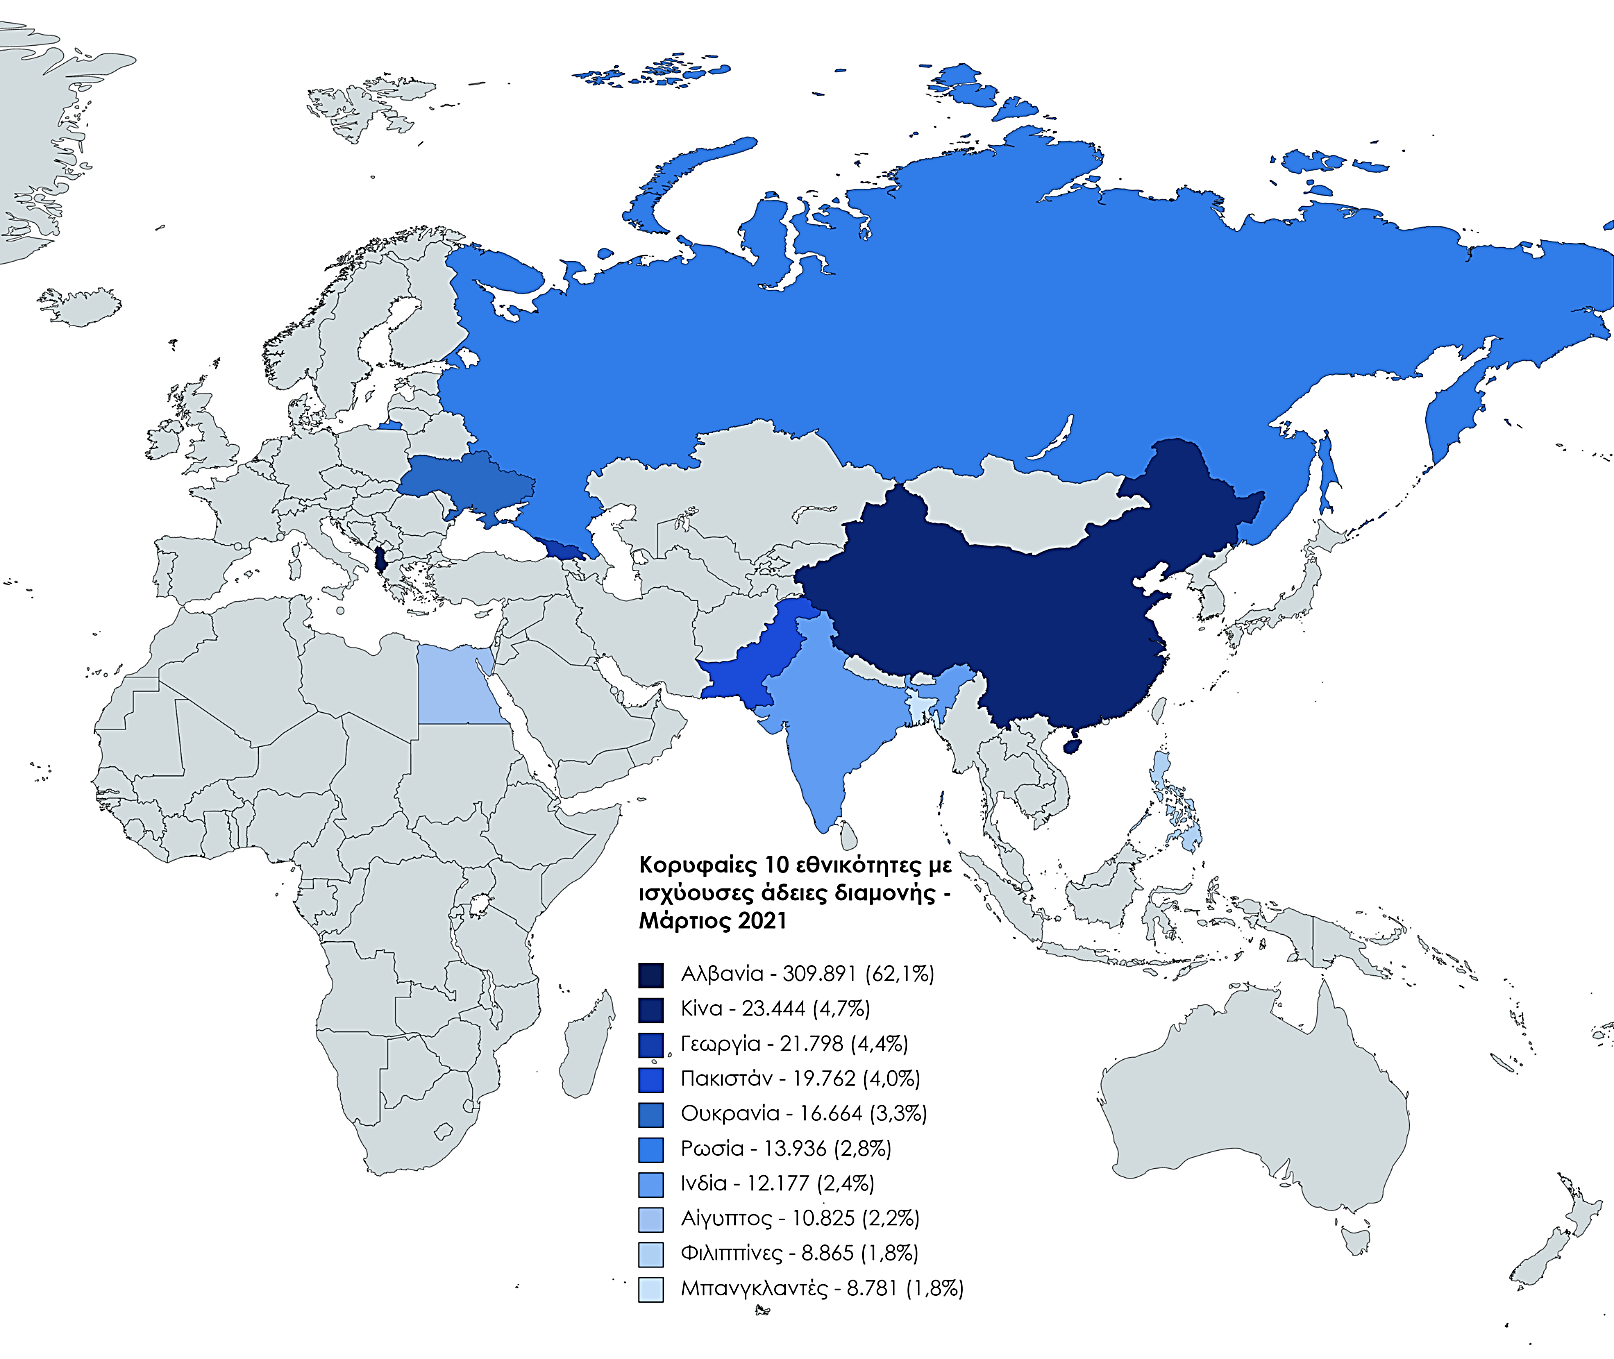 Κορυφαίες 10 εθνικότητες με
ισχύουσες άδειες διαμονής -
Μάρτιος 2021
Αλβανία - 309.891 (62,1%)
Κίνα - 23.444 (4,7%)
Γεωργία - 21.798 (4,4%)
Πακιστάν - 19.762 (4,0%)
Ουκρανία - 16.664 (3,3%)
Ρωσία - 13.936 (2,8%)
Ινδία - 12.177 (2,4%)
Αίγυπτος - 10.825 (2,2%)
Φιλιππίνες - 8.865 (1,8%)
Μπανγκλαντές - 8.781 (1,8%)